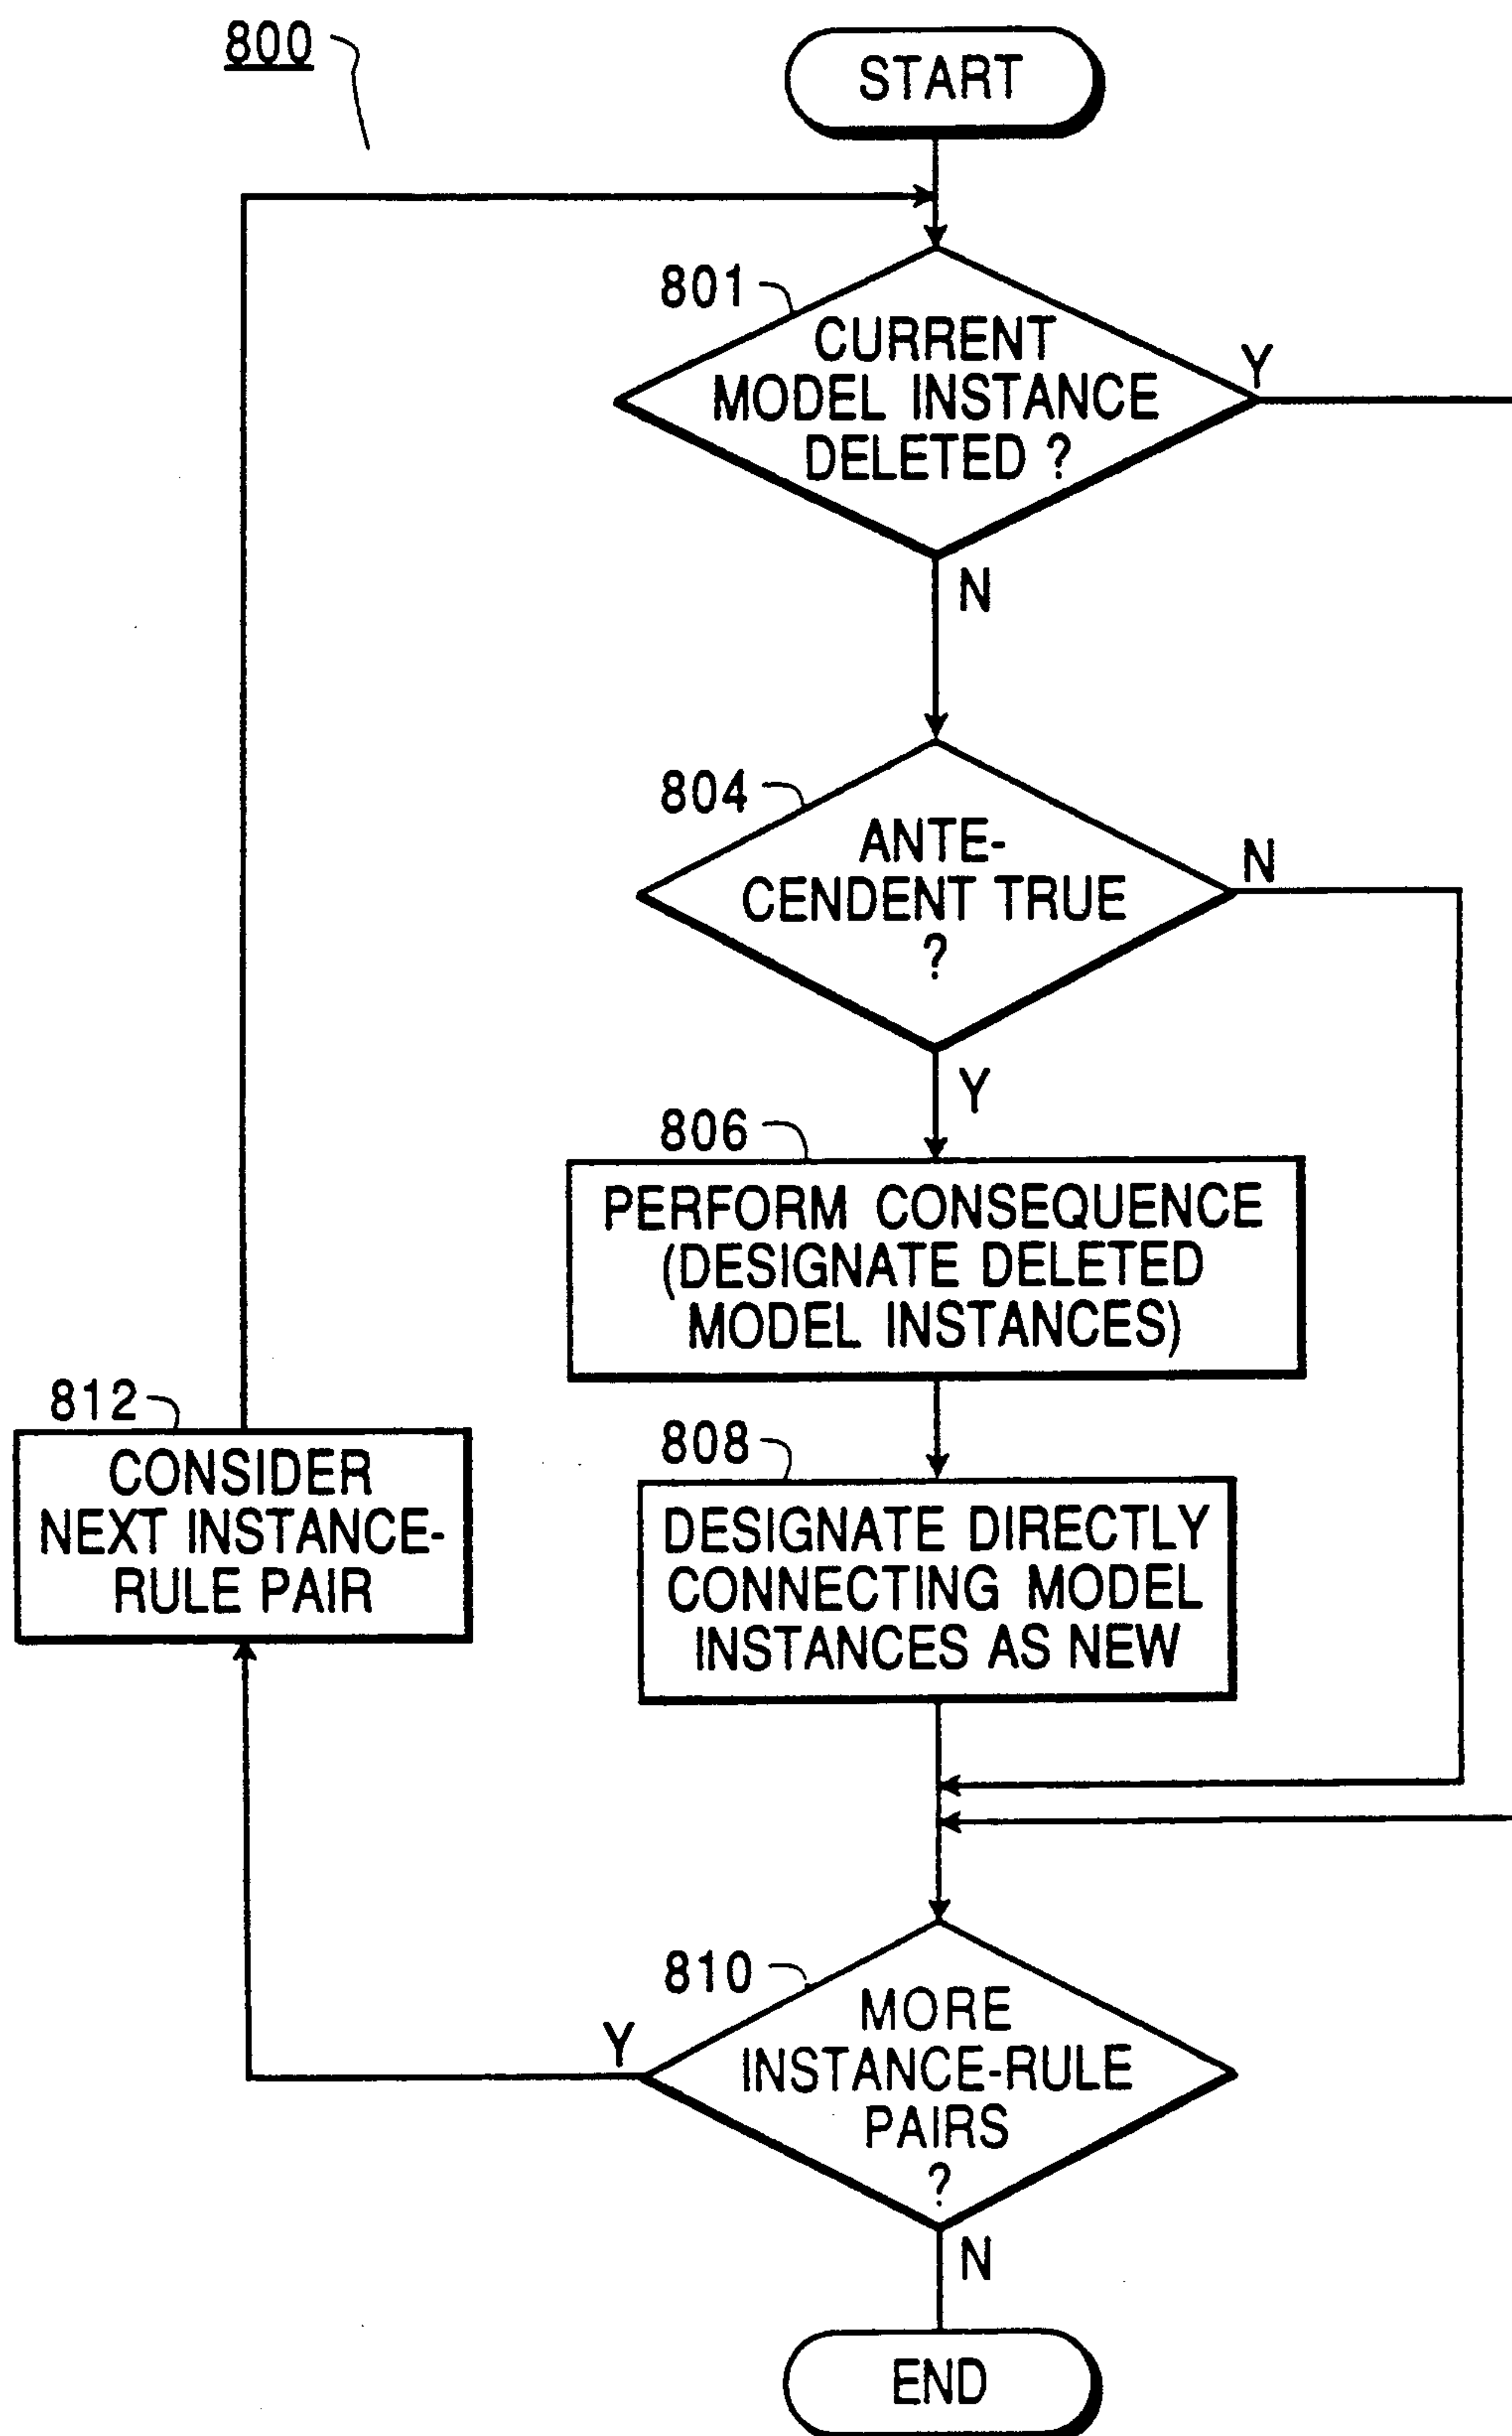 800
START
801
CURRENT
MODEL INSTANCE
DELETED ?
Y
N
804
ANTE-
CENDENT TRUE
?
N
Y
806
PERFORM CONSEQUENCE
(DESIGNATE DELETED
MODEL INSTANCES)
812
CONSIDER
NEXT INSTANCE-
RULE PAIR
808
DESIGNATE DIRECTLY
CONNECTING MODEL
INSTANCES AS NEW
810
MORE
INSTANCE-RULE
PAIRS
?
Y
N
END